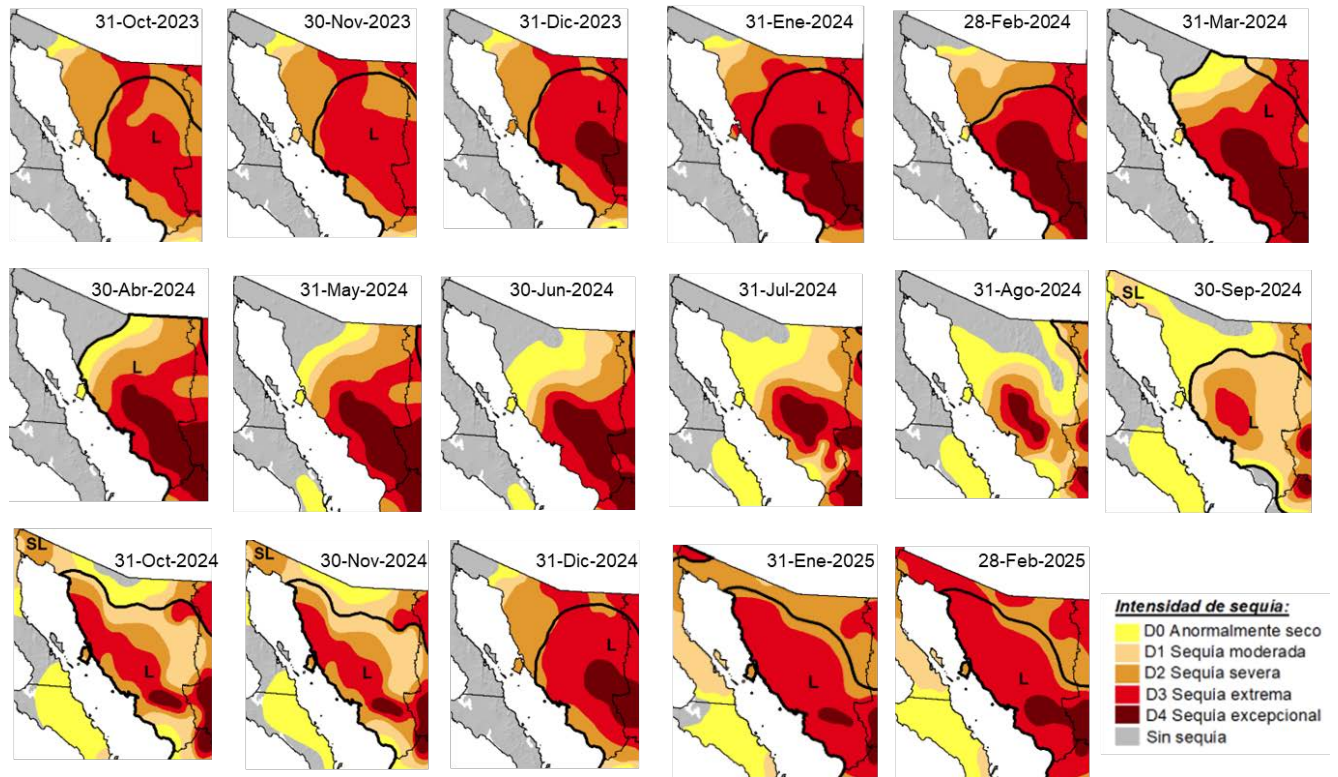 31-Oct-2023
L
30-Nov-2023
L
31-Dic-2023
L
31-Ene-2024
L
28-Feb-2024
L
31-Mar-2024
L
30-Abr-2024
L
31-May-2024
30-Jun-2024
31-Jul-2024
31-Ago-2024
30-Sep-2024
SL
L
31-Oct-2024
SL
L
30-Nov-2024
SL
L
31-Dic-2024
L
31-Ene-2025
L
28-Feb-2025
L
Intensidad de sequía:
D0 Anormalmente seco
D1 Sequía moderada
D2 Sequía severa
D3 Sequía extrema
D4 Sequía excepcional
Sin sequía